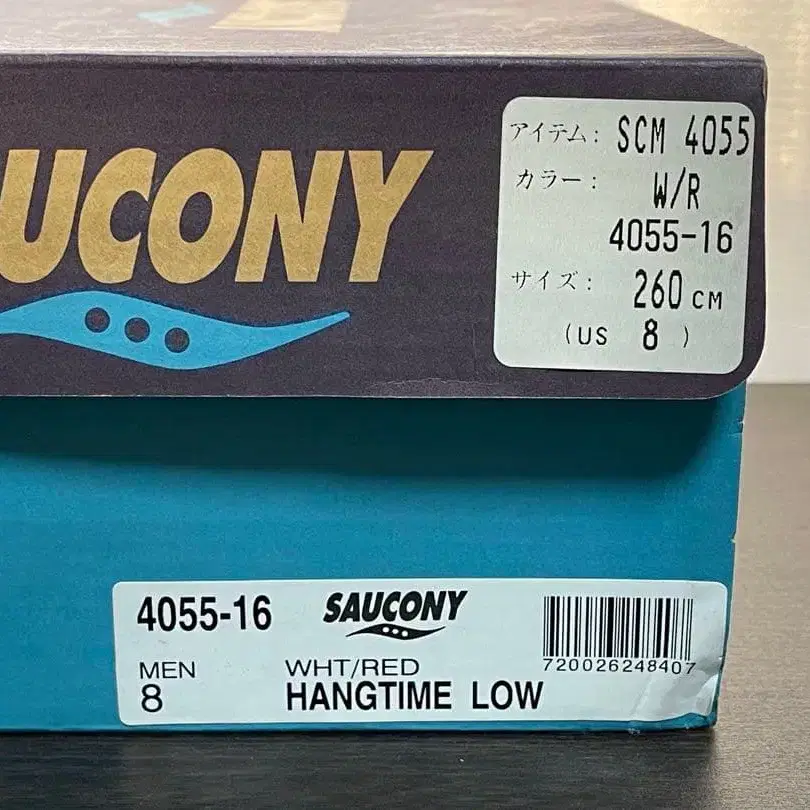 AUCONY
アイテム: SCM 4055
カラー: W/R
4055-16
サイズ: 260 CM
(US 8 )
4055-16 SAUCONY
MEN WHT/RED 720026248407
8 HANGTIME LOW